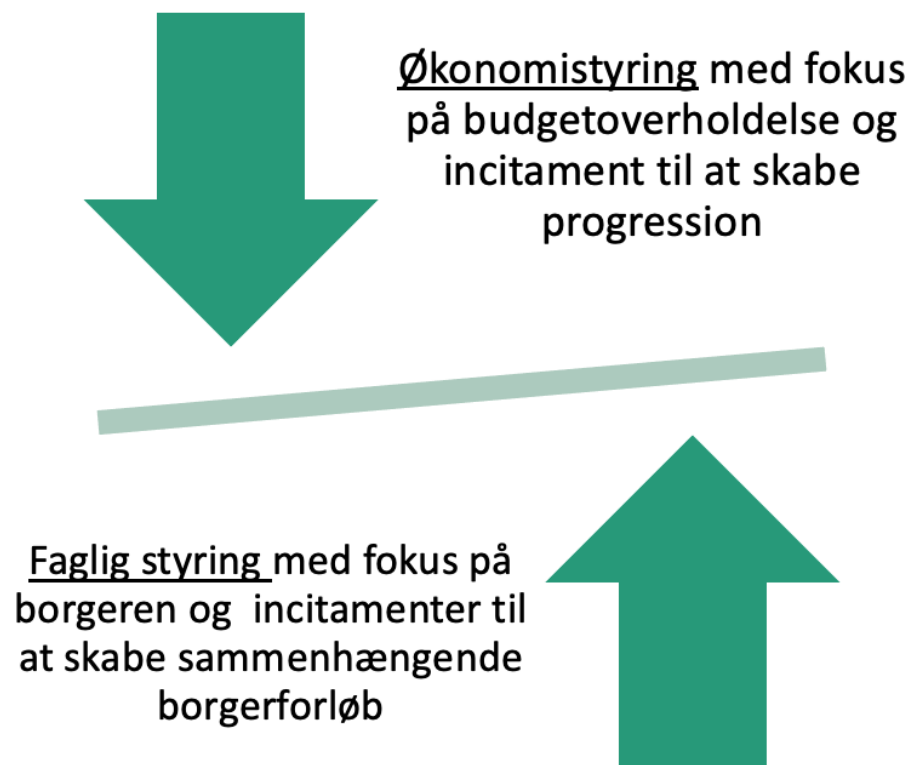 Økonomistyring med fokus
på budgetoverholdelse og
incitament til at skabe
progression
Faglig styring med fokus på
borgeren og  incitamenter til
at skabe sammenhængende
borgerforløb